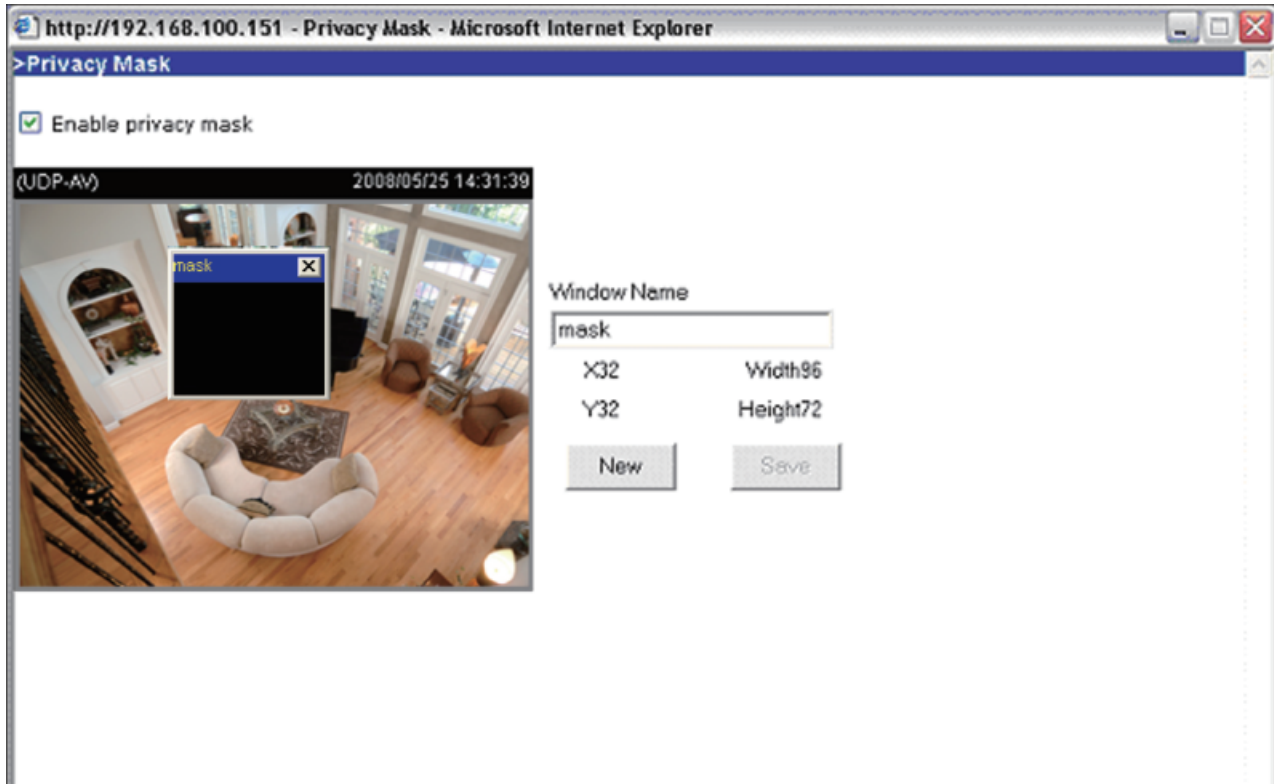 http://192.168.100.151 - Privacy Mask - Microsoft Internet Explorer
>Privacy Mask
Enable privacy mask
(UDP-AV) 2008/05/25 14:31:39
mask
Window Name
mask
X32 Width96
Y32 Height72
New Save